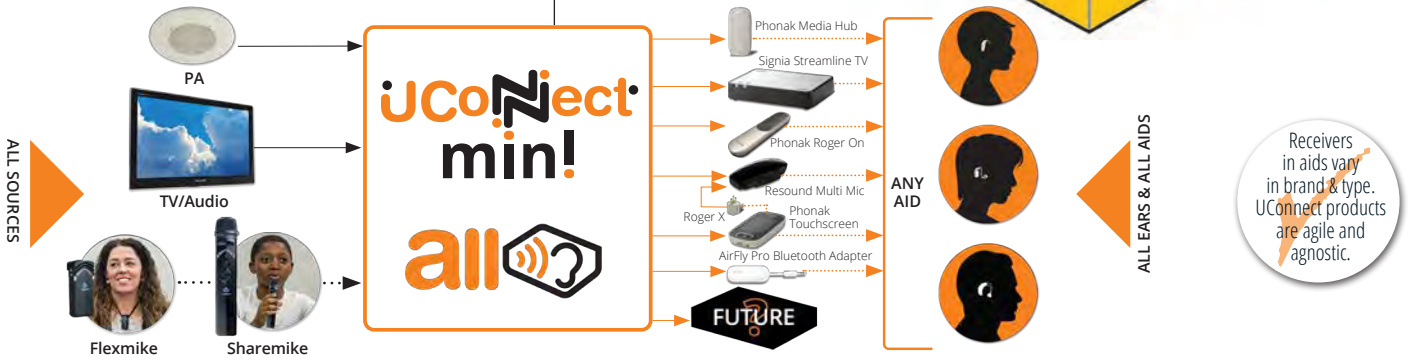 ALL SOURCES
PA
TV/Audio
Flexmike
Sharemike
UCoNNect
min!
all
Phonak Media Hub
Signia Streamline TV
Phonak Roger On
Resound Multi Mic
Roger X
Phonak
Touchscreen
AirFly Pro Bluetooth Adapter
FUTURE
?
ANY
AID
ALL EARS & ALL AIDS
Receivers
in aids vary
in brand & type.
UConnect products
are agile and
agnostic.